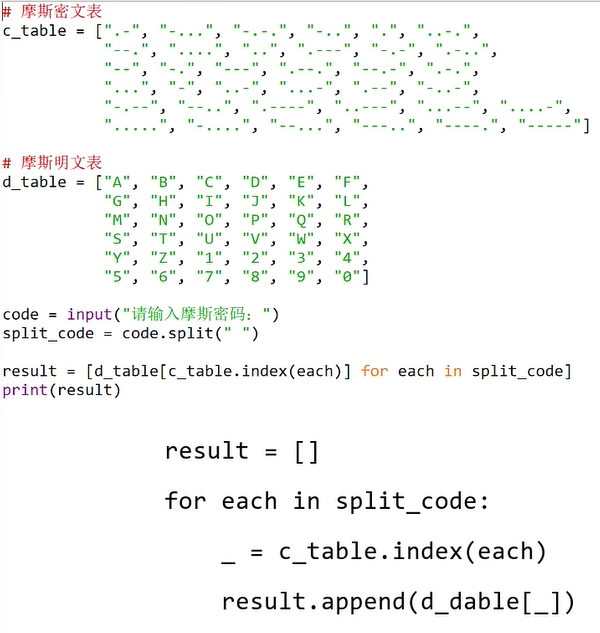 # 摩斯密文表
c_table = [".-", "-...", "-.-.", "-..", ".", "..-.",
"--.", "....", "..", ".---", "-.-", ".-..",
"--", "-.", "---", ".--.", "--.-", ".-.",
"...", "-", "..-", "...-", ".--", "-..-",
"-.--", "--..", ".----", "..---", "...--", "....-",
".....", "-....", "--...", "---..", "----.", "-----"]
# 摩斯明文表
d_table = ["A", "B", "C", "D", "E", "F",
"G", "H", "I", "J", "K", "L",
"M", "N", "O", "P", "Q", "R",
"S", "T", "U", "V", "W", "X",
"Y", "Z", "1", "2", "3", "4",
"5", "6", "7", "8", "9", "0"]
code = input("请输入摩斯密码：")
split_code = code.split(" ")
result = [d_table[c_table.index(each)] for each in split_code]
print(result)
result = []
for each in split_code:
_ = c_table.index(each)
result.append(d_dable[_])